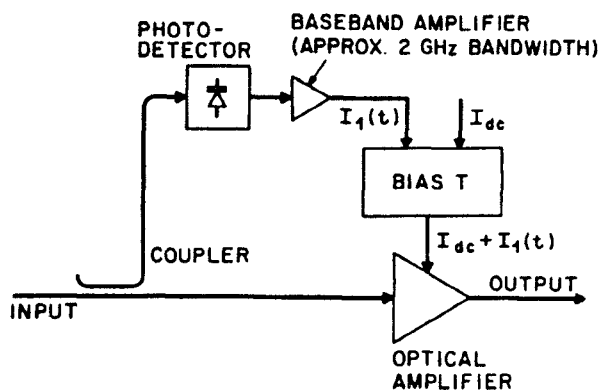 PHOTO-
DETECTOR
BASEBAND AMPLIFIER
(APPROX. 2 GHz BANDWIDTH)
I1(t)
Idc
BIAS T
Idc + I1(t)
COUPLER
INPUT
OUTPUT
OPTICAL
AMPLIFIER